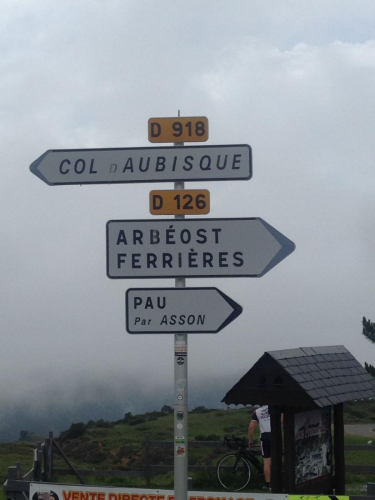 D 918
COL D'AUBISQUE
D 126
ARBÉOST
FERRIÈRES
PAU
Par ASSON
VENTE DIRECTE